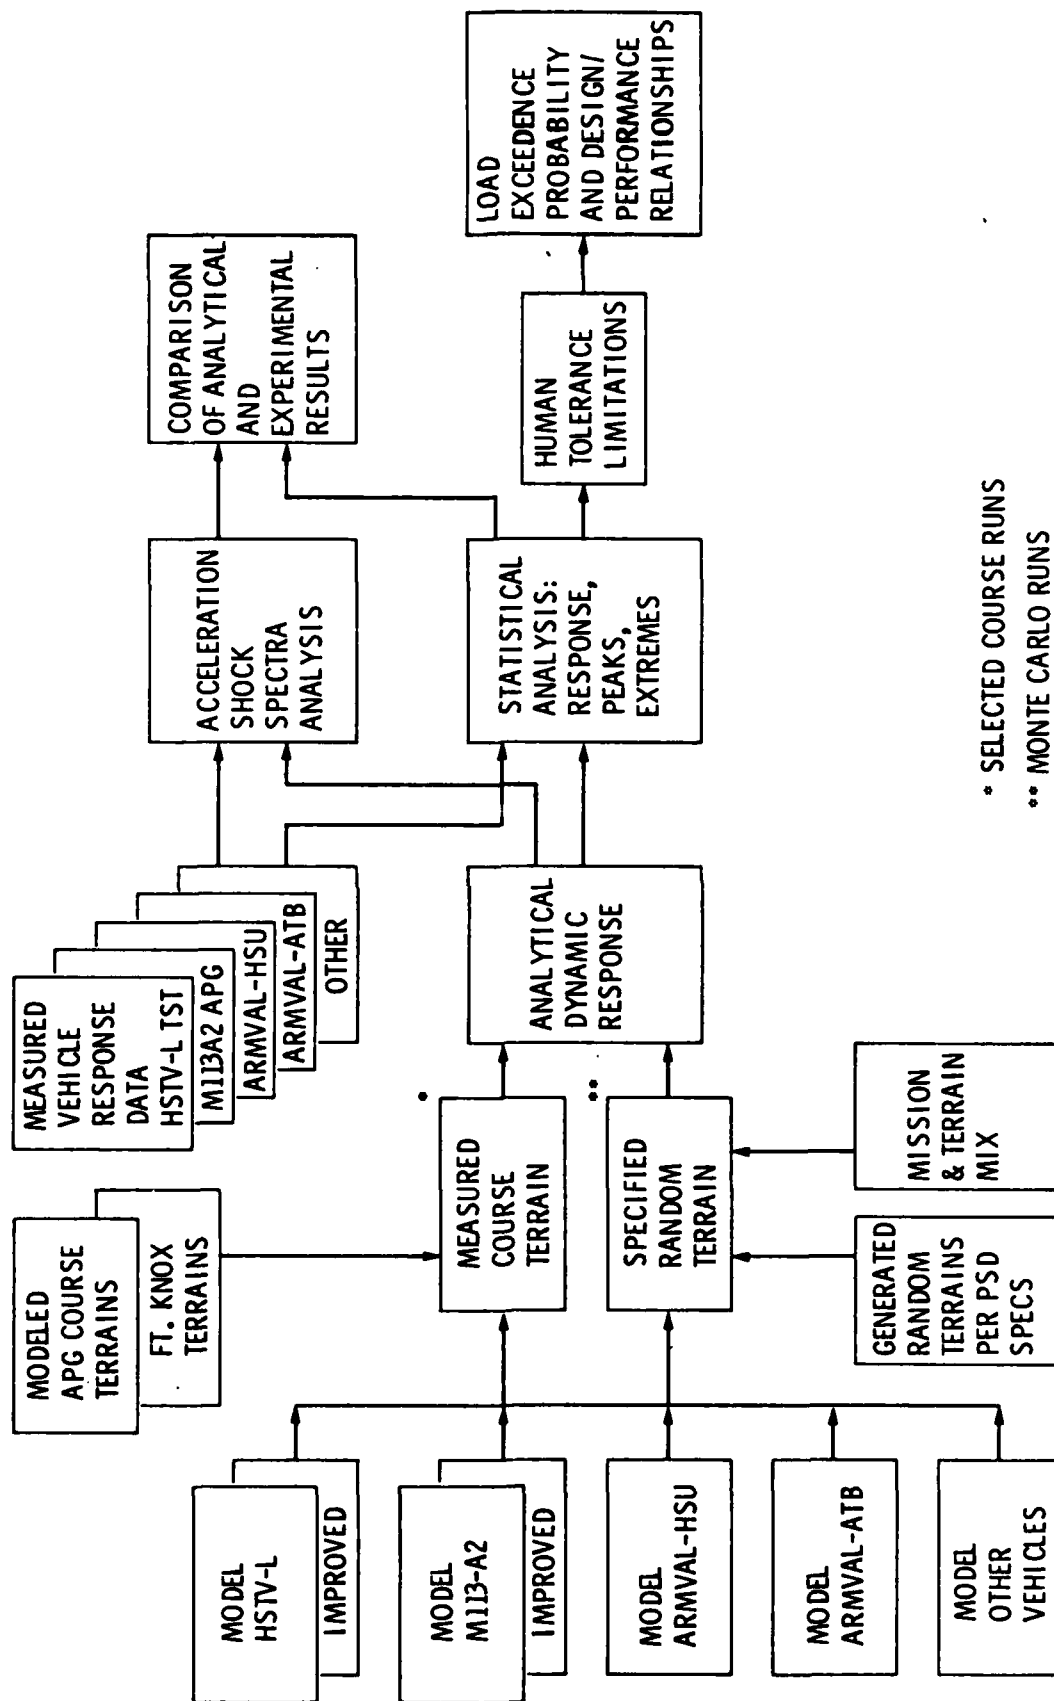 MODEL
HSTV-L
IMPROVED
MODEL
M113-A2
IMPROVED
MODEL
ARMVAL-HSU
MODEL
ARMVAL-ATB
MODEL
OTHER
VEHICLES
MODELED
APG COURSE
TERRAINS
FT. KNOX
TERRAINS
MEASURED
COURSE
TERRAIN
*
SPECIFIED
RANDOM
TERRAIN
**
GENERATED
RANDOM
TERRAINS
PER PSD
SPECS
MISSION
& TERRAIN
MIX
MEASURED
VEHICLE
RESPONSE
DATA
HSTV-L TST
M113A2 APG
ARMVAL-HSU
ARMVAL-ATB
OTHER
ANALYTICAL
DYNAMIC
RESPONSE
ACCELERATION
SHOCK
SPECTRA
ANALYSIS
STATISTICAL
ANALYSIS:
RESPONSE,
PEAKS,
EXTREMES
COMPARISON
OF ANALYTICAL
AND
EXPERIMENTAL
RESULTS
HUMAN
TOLERANCE
LIMITATIONS
LOAD
EXCEEDENCE
PROBABILITY
AND DESIGN/
PERFORMANCE
RELATIONSHIPS
* SELECTED COURSE RUNS
** MONTE CARLO RUNS